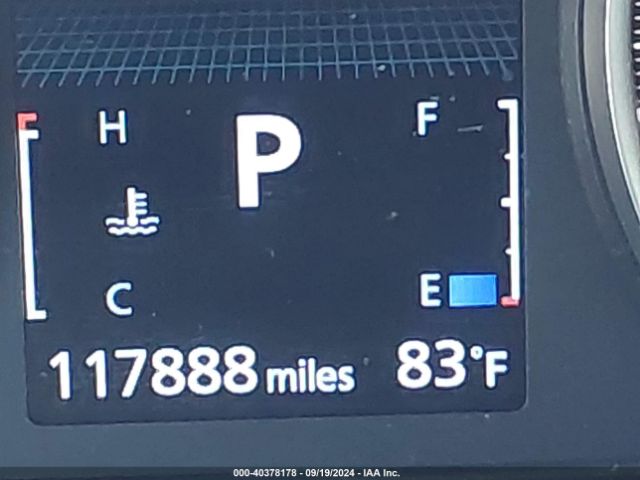 H P F
C E
117888 miles 83°F
000-40378178 - 09/19/2024 - IAA Inc.